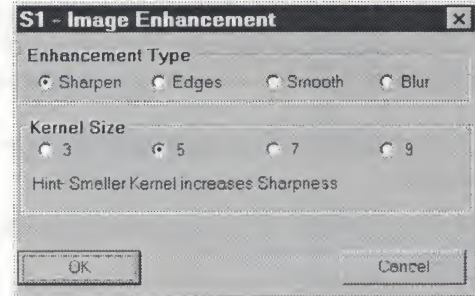 S1 - Image Enhancement
Enhancement Type
Sharpen Edges Smooth Blur
Kernel Size
3 5 7 9
Hint- Smaller Kernel increases Sharpness
OK Cancel